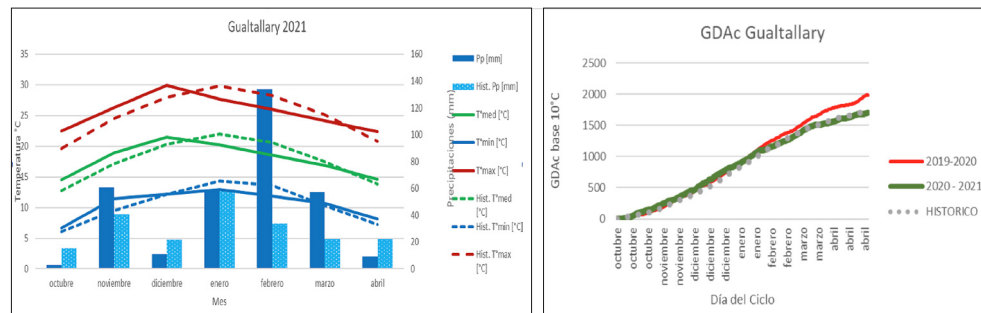 Gualtallary 2021
Temperatura °C
35
30
25
20
15
10
5
0
Precipitaciones (mm)
160
140
120
100
80
60
40
20
0
octubre
noviembre
diciembre
enero
febrero
marzo
abril
Mes
Pp [mm]
Hist. Pp [mm]
T°med [°C]
T°min [°C]
T°max [°C]
Hist. T°med
[°C]
Hist. T°min [°C]
Hist. T°max
[°C]
GDAc Gualtallary
GDAc base 10°C
2500
2000
1500
1000
500
0
octubre
octubre
octubre
noviembre
noviembre
diciembre
diciembre
diciembre
enero
enero
febrero
febrero
marzo
marzo
abril
abril
abril
Día del Ciclo
2019-2020
2020 - 2021
HISTORICO